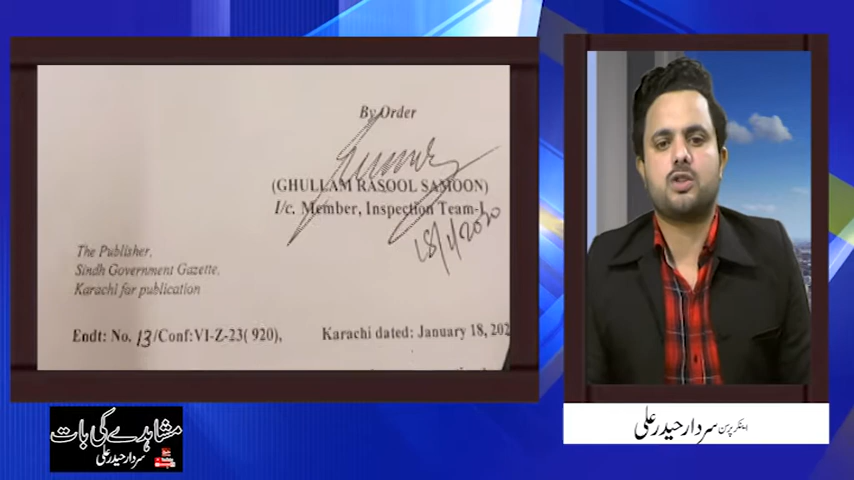 By Order
(GHULLAM RASOOL SAMOON)
I/c. Member, Inspection Team-I
18/1/2020
The Publisher,
Sindh Government Gazette,
Karachi for publication
Endt: No. 13/Conf:VI-Z-23( 920),
Karachi dated: January 18, 202
مشاہدے کی بات
سردار حیدر علی
اینکر پرسن سردار حیدر علی